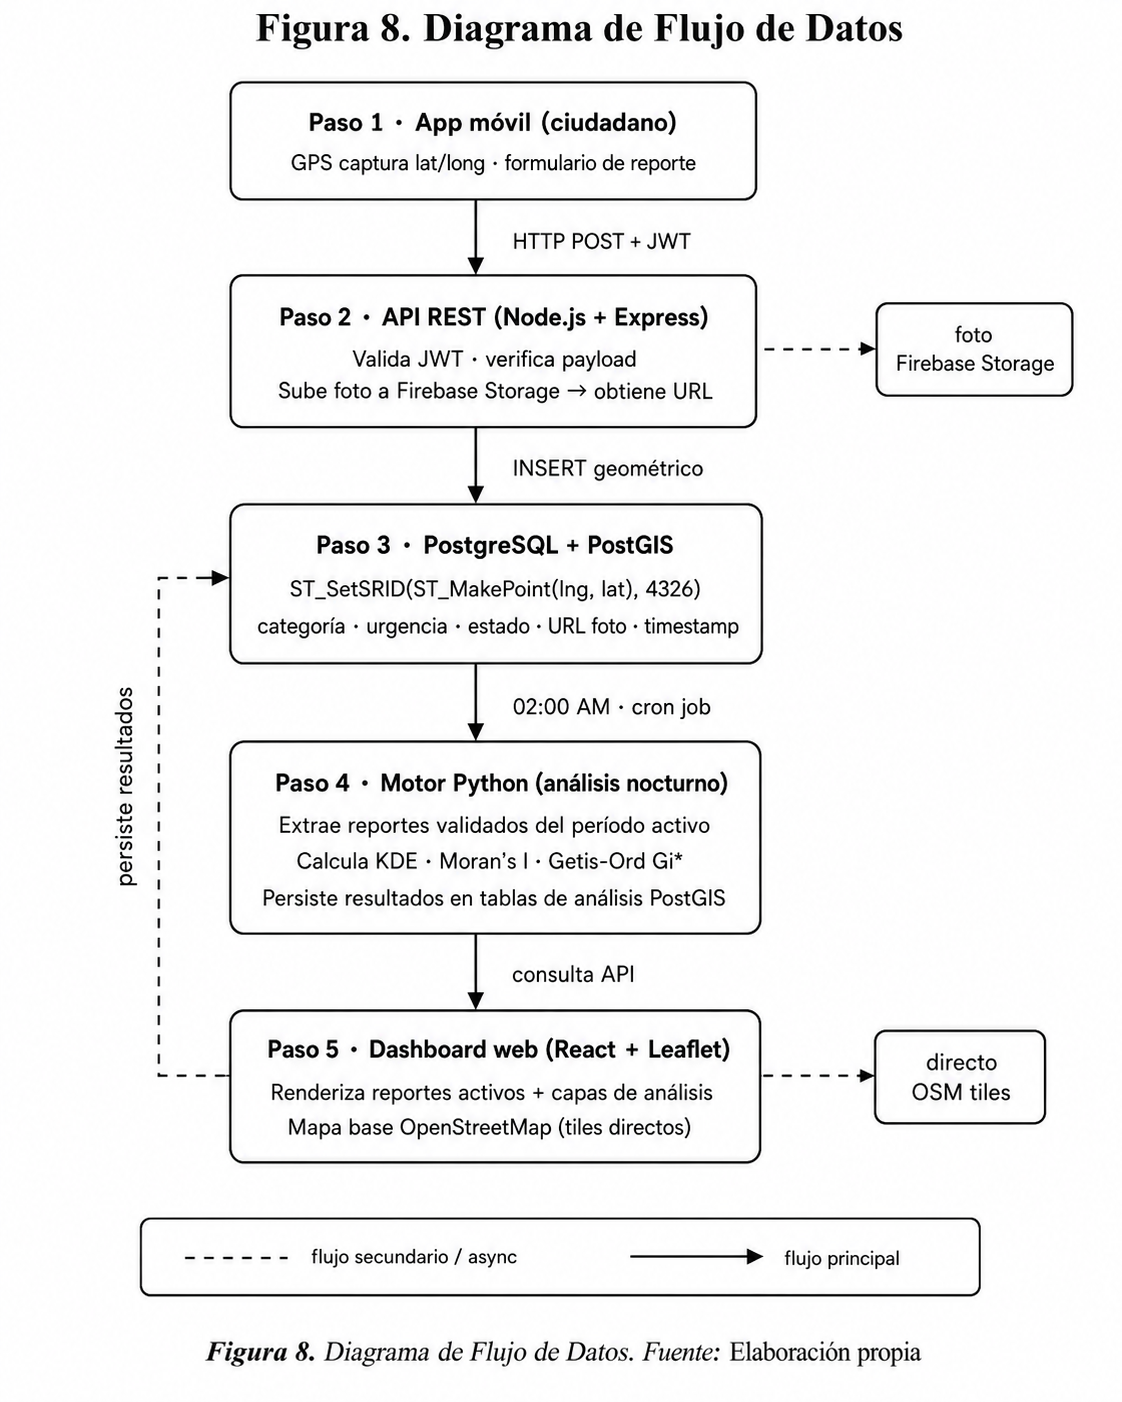 Figura 8. Diagrama de Flujo de Datos
Paso 1 · App móvil (ciudadano)
GPS captura lat/long · formulario de reporte
HTTP POST + JWT
Paso 2 · API REST (Node.js + Express)
Valida JWT · verifica payload
Sube foto a Firebase Storage → obtiene URL
foto
Firebase Storage
INSERT geométrico
Paso 3 · PostgreSQL + PostGIS
ST_SetSRID(ST_MakePoint(lng, lat), 4326)
categoría · urgencia · estado · URL foto · timestamp
persiste resultados
02:00 AM · cron job
Paso 4 · Motor Python (análisis nocturno)
Extrae reportes validados del período activo
Calcula KDE · Moran's I · Getis-Ord Gi*
Persiste resultados en tablas de análisis PostGIS
consulta API
Paso 5 · Dashboard web (React + Leaflet)
Renderiza reportes activos + capas de análisis
Mapa base OpenStreetMap (tiles directos)
directo
OSM tiles
flujo secundario / async
flujo principal
Figura 8. Diagrama de Flujo de Datos. Fuente: Elaboración propia